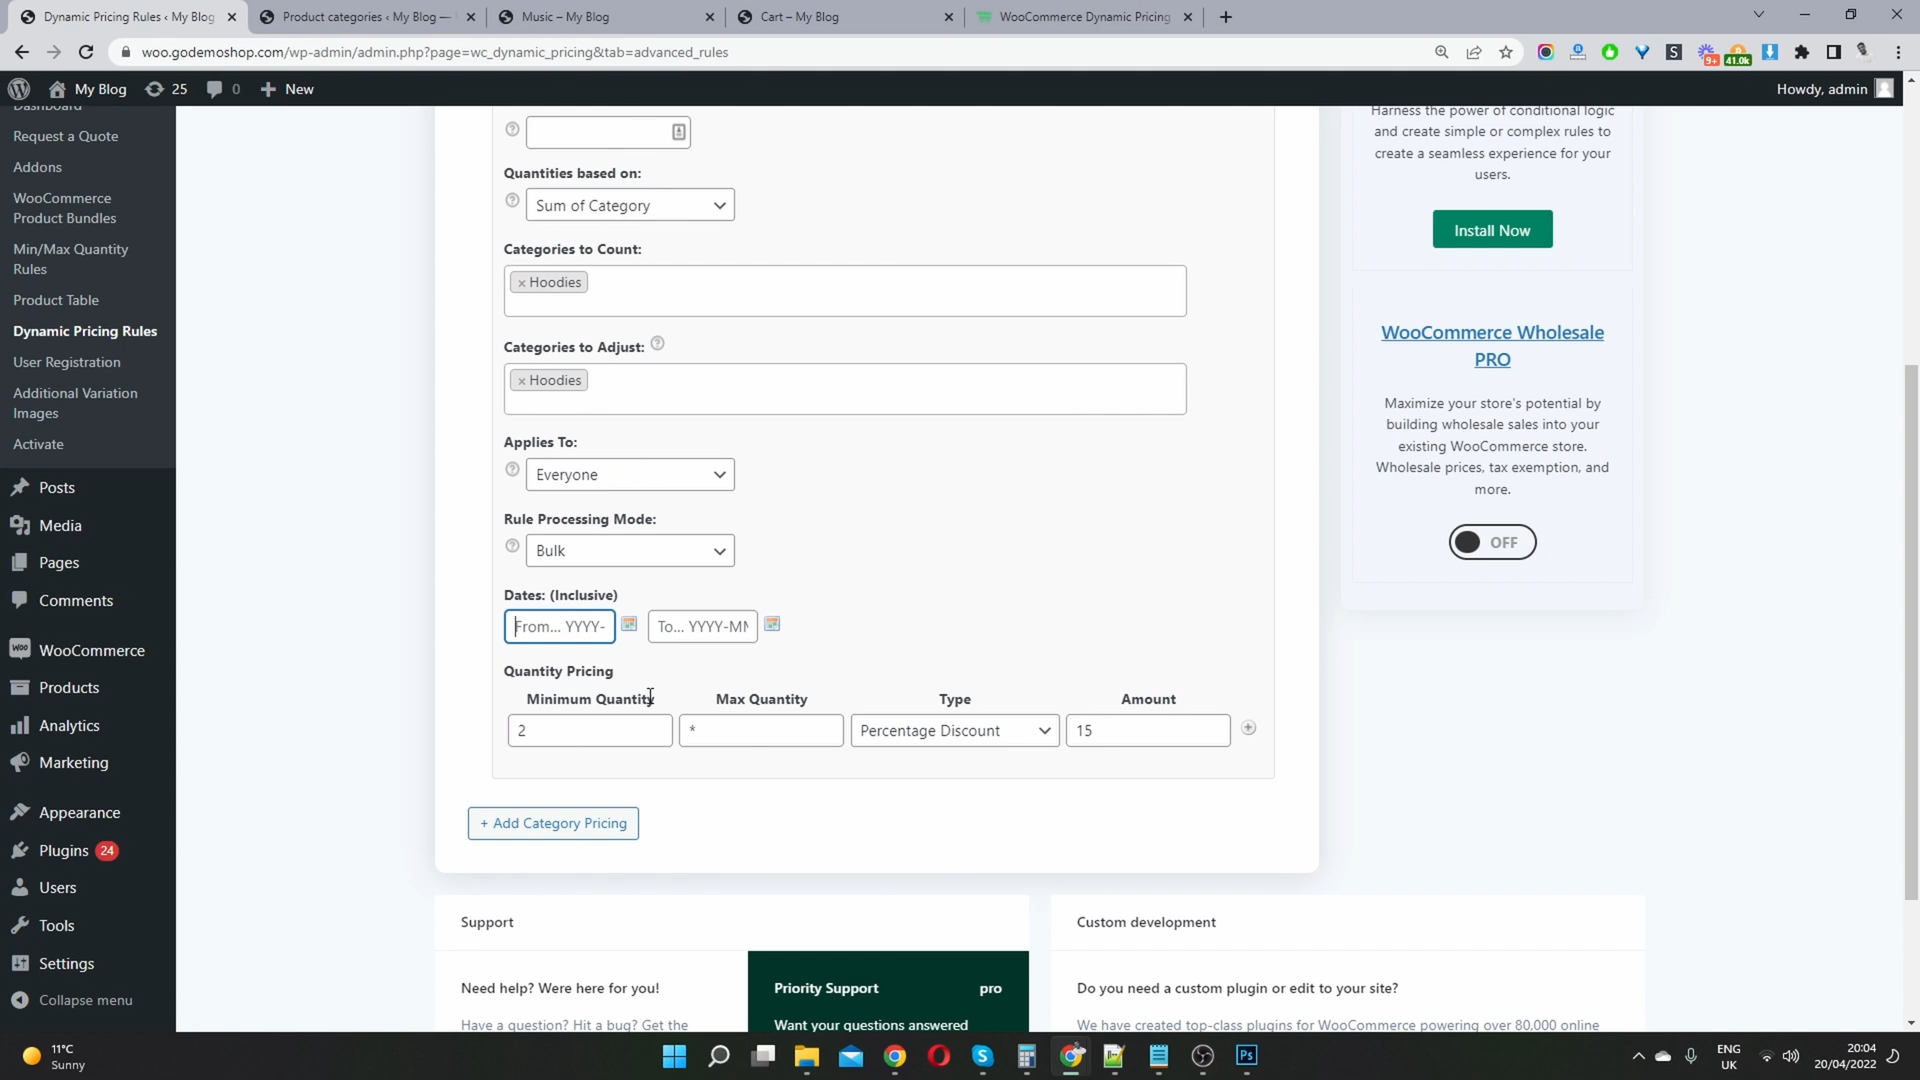 Dynamic Pricing Rules ‹ My Blog
Product categories ‹ My Blog —
Music – My Blog
Cart – My Blog
WooCommerce Dynamic Pricing
woo.godemoshop.com/wp-admin/admin.php?page=wc_dynamic_pricing&tab=advanced_rules
S
9+
41.0k
My Blog
25
0
New
Howdy, admin
Dashboard
Request a Quote
Addons
WooCommerce
Product Bundles
Min/Max Quantity
Rules
Product Table
Dynamic Pricing Rules
User Registration
Additional Variation
Images
Activate
Posts
Media
Pages
Comments
WooCommerce
Products
Analytics
Marketing
Appearance
Plugins 24
Users
Tools
Settings
Collapse menu
Quantities based on:
Sum of Category
Categories to Count:
× Hoodies
Categories to Adjust:
× Hoodies
Applies To:
Everyone
Rule Processing Mode:
Bulk
Dates: (Inclusive)
From... YYYY-
To... YYYY-MM
Quantity Pricing
Minimum Quantity
Max Quantity
Type
Amount
2
*
Percentage Discount
15
+ Add Category Pricing
Harness the power of conditional logic
and create simple or complex rules to
create a seamless experience for your
users.
Install Now
WooCommerce Wholesale
PRO
Maximize your store's potential by
building wholesale sales into your
existing WooCommerce store.
Wholesale prices, tax exemption, and
more.
OFF
Support
Need help? Were here for you!
Have a question? Hit a bug? Get the
Priority Support
pro
Want your questions answered
Custom development
Do you need a custom plugin or edit to your site?
We have created top-class plugins for WooCommerce powering over 80,000 online
11°C
Sunny
ENG
UK
20:04
20/04/2022